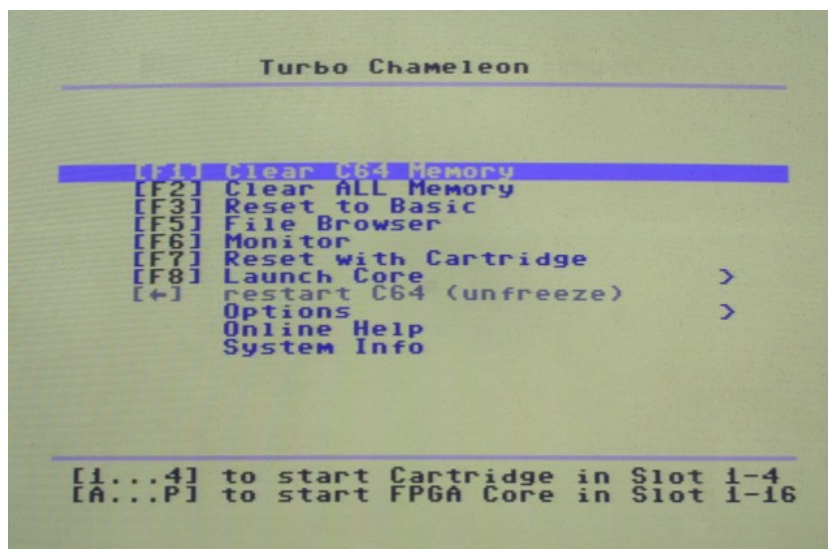 Turbo Chameleon
[F1] Clear C64 Memory
[F2] Clear ALL Memory
[F3] Reset to Basic
[F5] File Browser
[F6] Monitor
[F7] Reset with Cartridge
[F8] Launch Core >
[←] restart C64 (unfreeze)
Options >
Online Help
System Info
[1...4] to start Cartridge in Slot 1-4
[A...P] to start FPGA Core in Slot 1-16